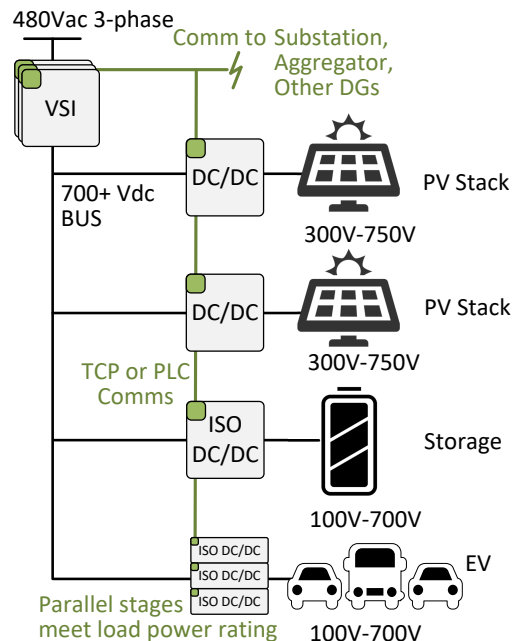 480Vac 3-phase
Comm to Substation,
Aggregator,
Other DGs
VSI
DC/DC
PV Stack
700+ Vdc
BUS
300V-750V
DC/DC
PV Stack
300V-750V
TCP or PLC
Comms
ISO
DC/DC
Storage
100V-700V
ISO DC/DC
ISO DC/DC
ISO DC/DC
EV
Parallel stages
meet load power rating
100V-700V